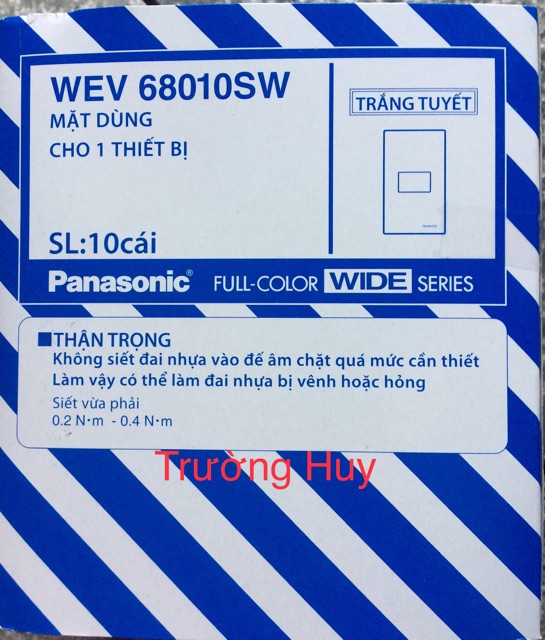 WEV 68010SW
MẶT DÙNG
CHO 1 THIẾT BỊ
SL:10cái
TRẮNG TUYẾT
Panasonic
Panasonic® FULL-COLOR WIDE SERIES
■THẬN TRỌNG
Không siết đai nhựa vào đế âm chặt quá mức cần thiết
Làm vậy có thể làm đai nhựa bị vênh hoặc hỏng
Siết vừa phải
0.2 N·m - 0.4 N·m
Trường Huy